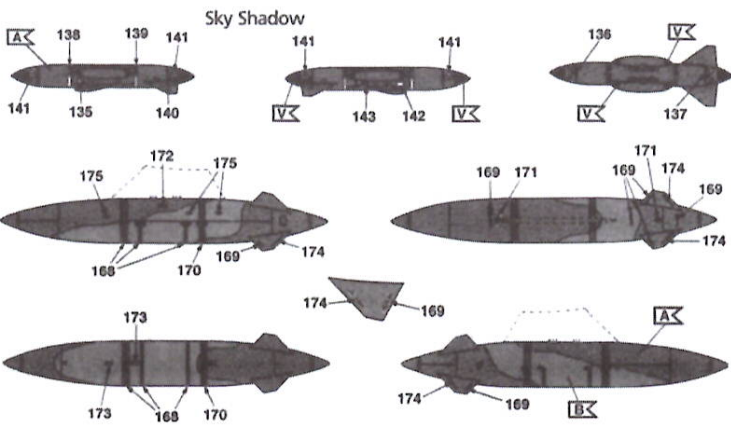 Sky Shadow
A 138 139 141
141 135 140
141 141
V 143 142 V
136 V
V 137
172
175 175
168 170 169 174
169 171 169 171 174 169
174
174 169
173
173 168 170
A
174 169 B